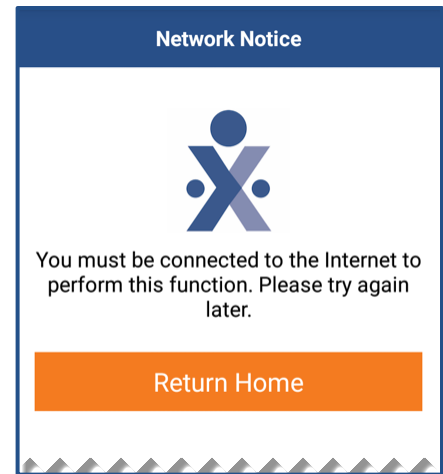 Network Notice
You must be connected to the Internet to
perform this function. Please try again
later.
Return Home